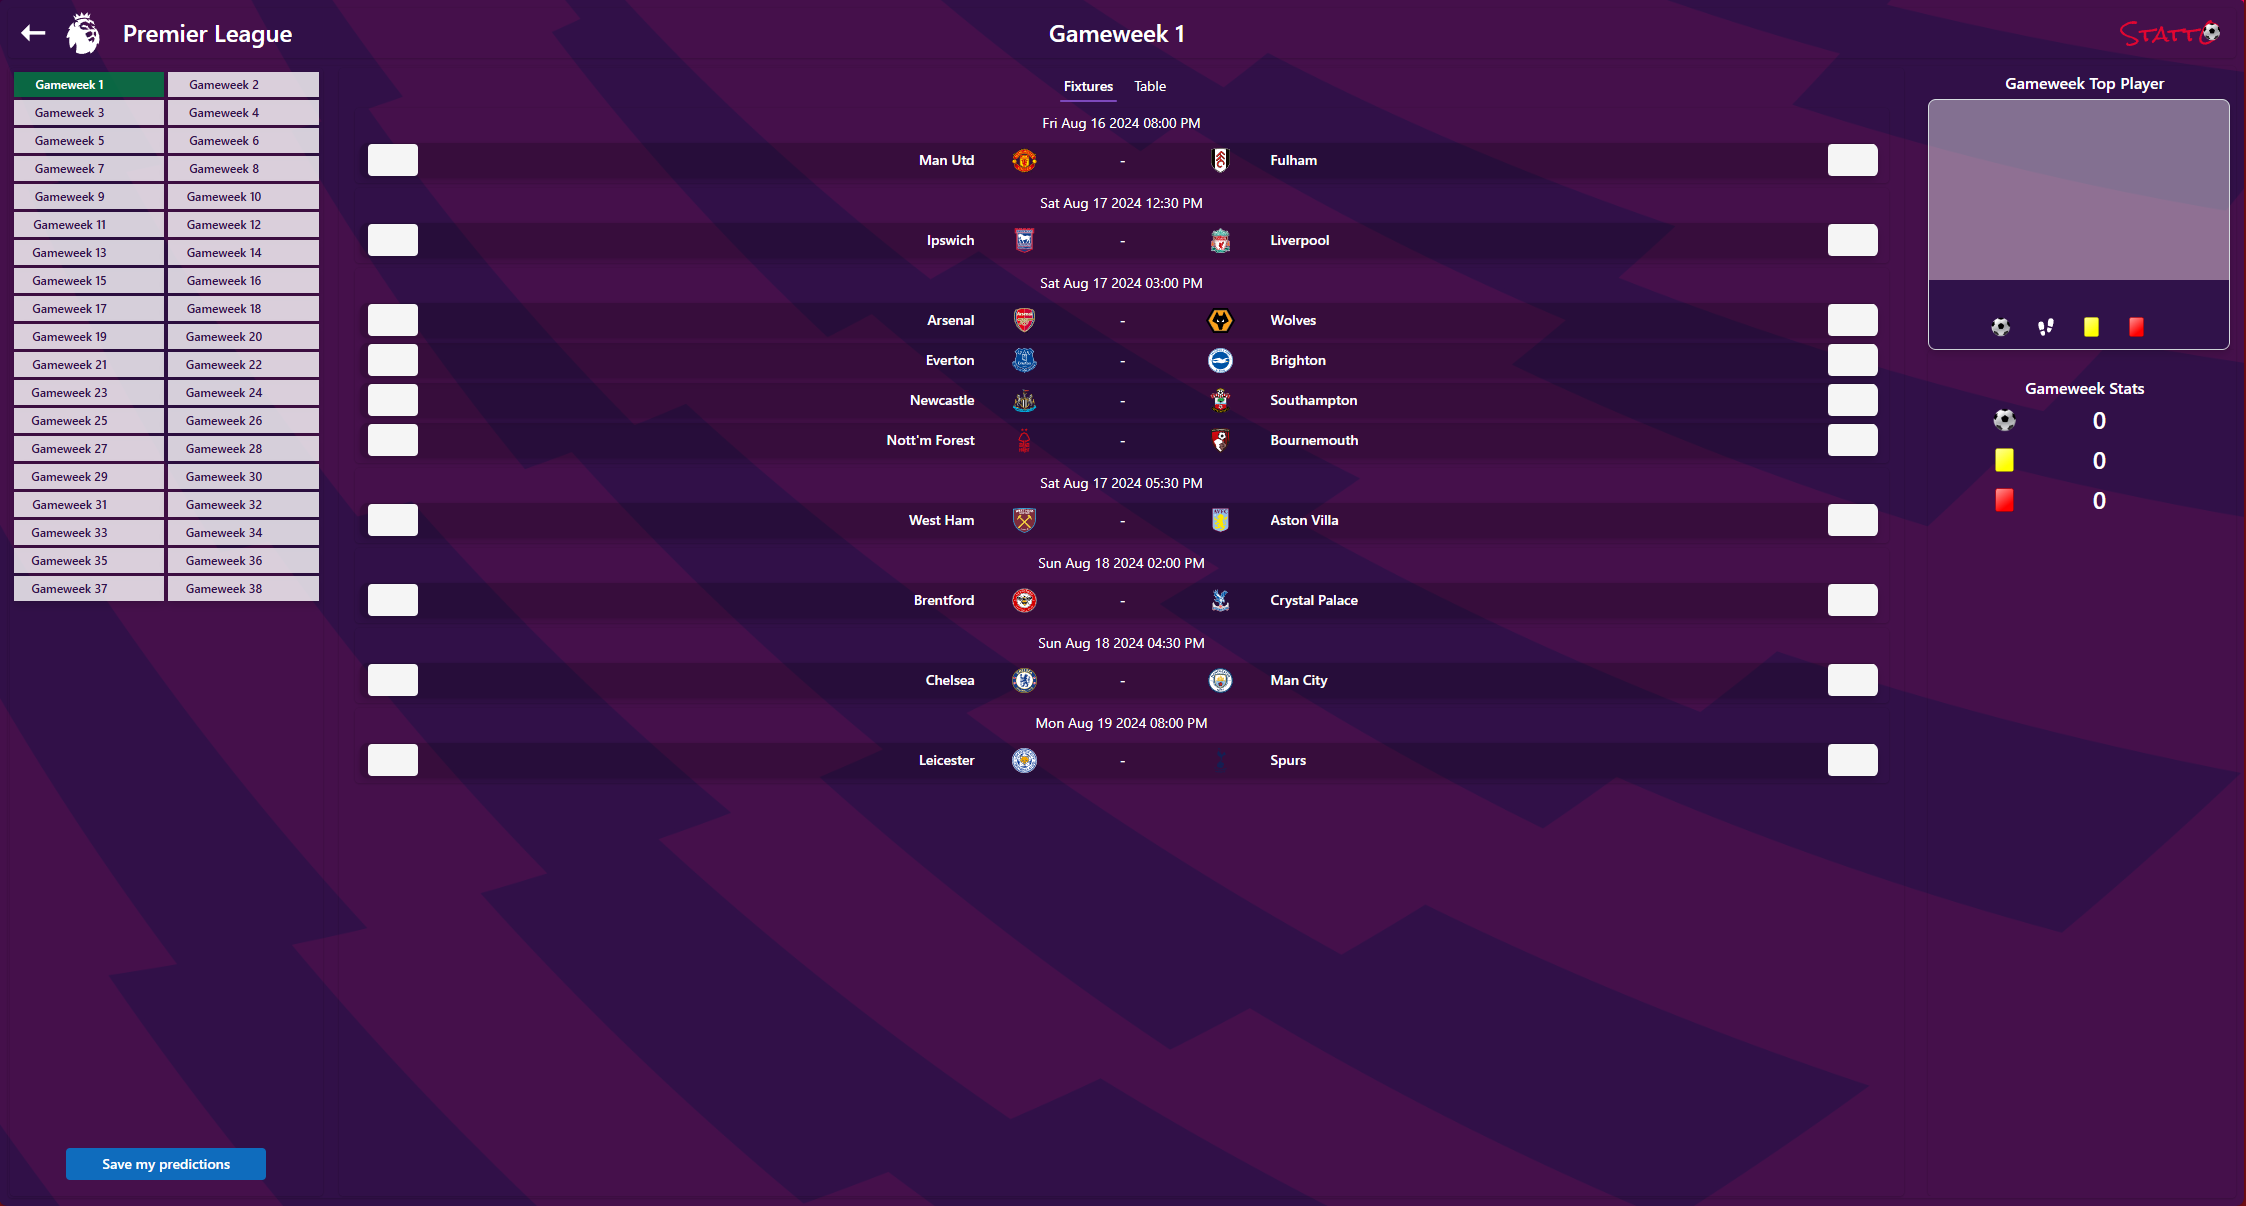 Premier League
Gameweek 1
Statto
Gameweek 1 Gameweek 2
Gameweek 3 Gameweek 4
Gameweek 5 Gameweek 6
Gameweek 7 Gameweek 8
Gameweek 9 Gameweek 10
Gameweek 11 Gameweek 12
Gameweek 13 Gameweek 14
Gameweek 15 Gameweek 16
Gameweek 17 Gameweek 18
Gameweek 19 Gameweek 20
Gameweek 21 Gameweek 22
Gameweek 23 Gameweek 24
Gameweek 25 Gameweek 26
Gameweek 27 Gameweek 28
Gameweek 29 Gameweek 30
Gameweek 31 Gameweek 32
Gameweek 33 Gameweek 34
Gameweek 35 Gameweek 36
Gameweek 37 Gameweek 38
Save my predictions
Fixtures Table
Fri Aug 16 2024 08:00 PM
Man Utd - Fulham
Sat Aug 17 2024 12:30 PM
Ipswich - Liverpool
Sat Aug 17 2024 03:00 PM
Arsenal - Wolves
Everton - Brighton
Newcastle - Southampton
Nott'm Forest - Bournemouth
Sat Aug 17 2024 05:30 PM
West Ham - Aston Villa
Sun Aug 18 2024 02:00 PM
Brentford - Crystal Palace
Sun Aug 18 2024 04:30 PM
Chelsea - Man City
Mon Aug 19 2024 08:00 PM
Leicester - Spurs
Gameweek Top Player
Gameweek Stats
0
0
0